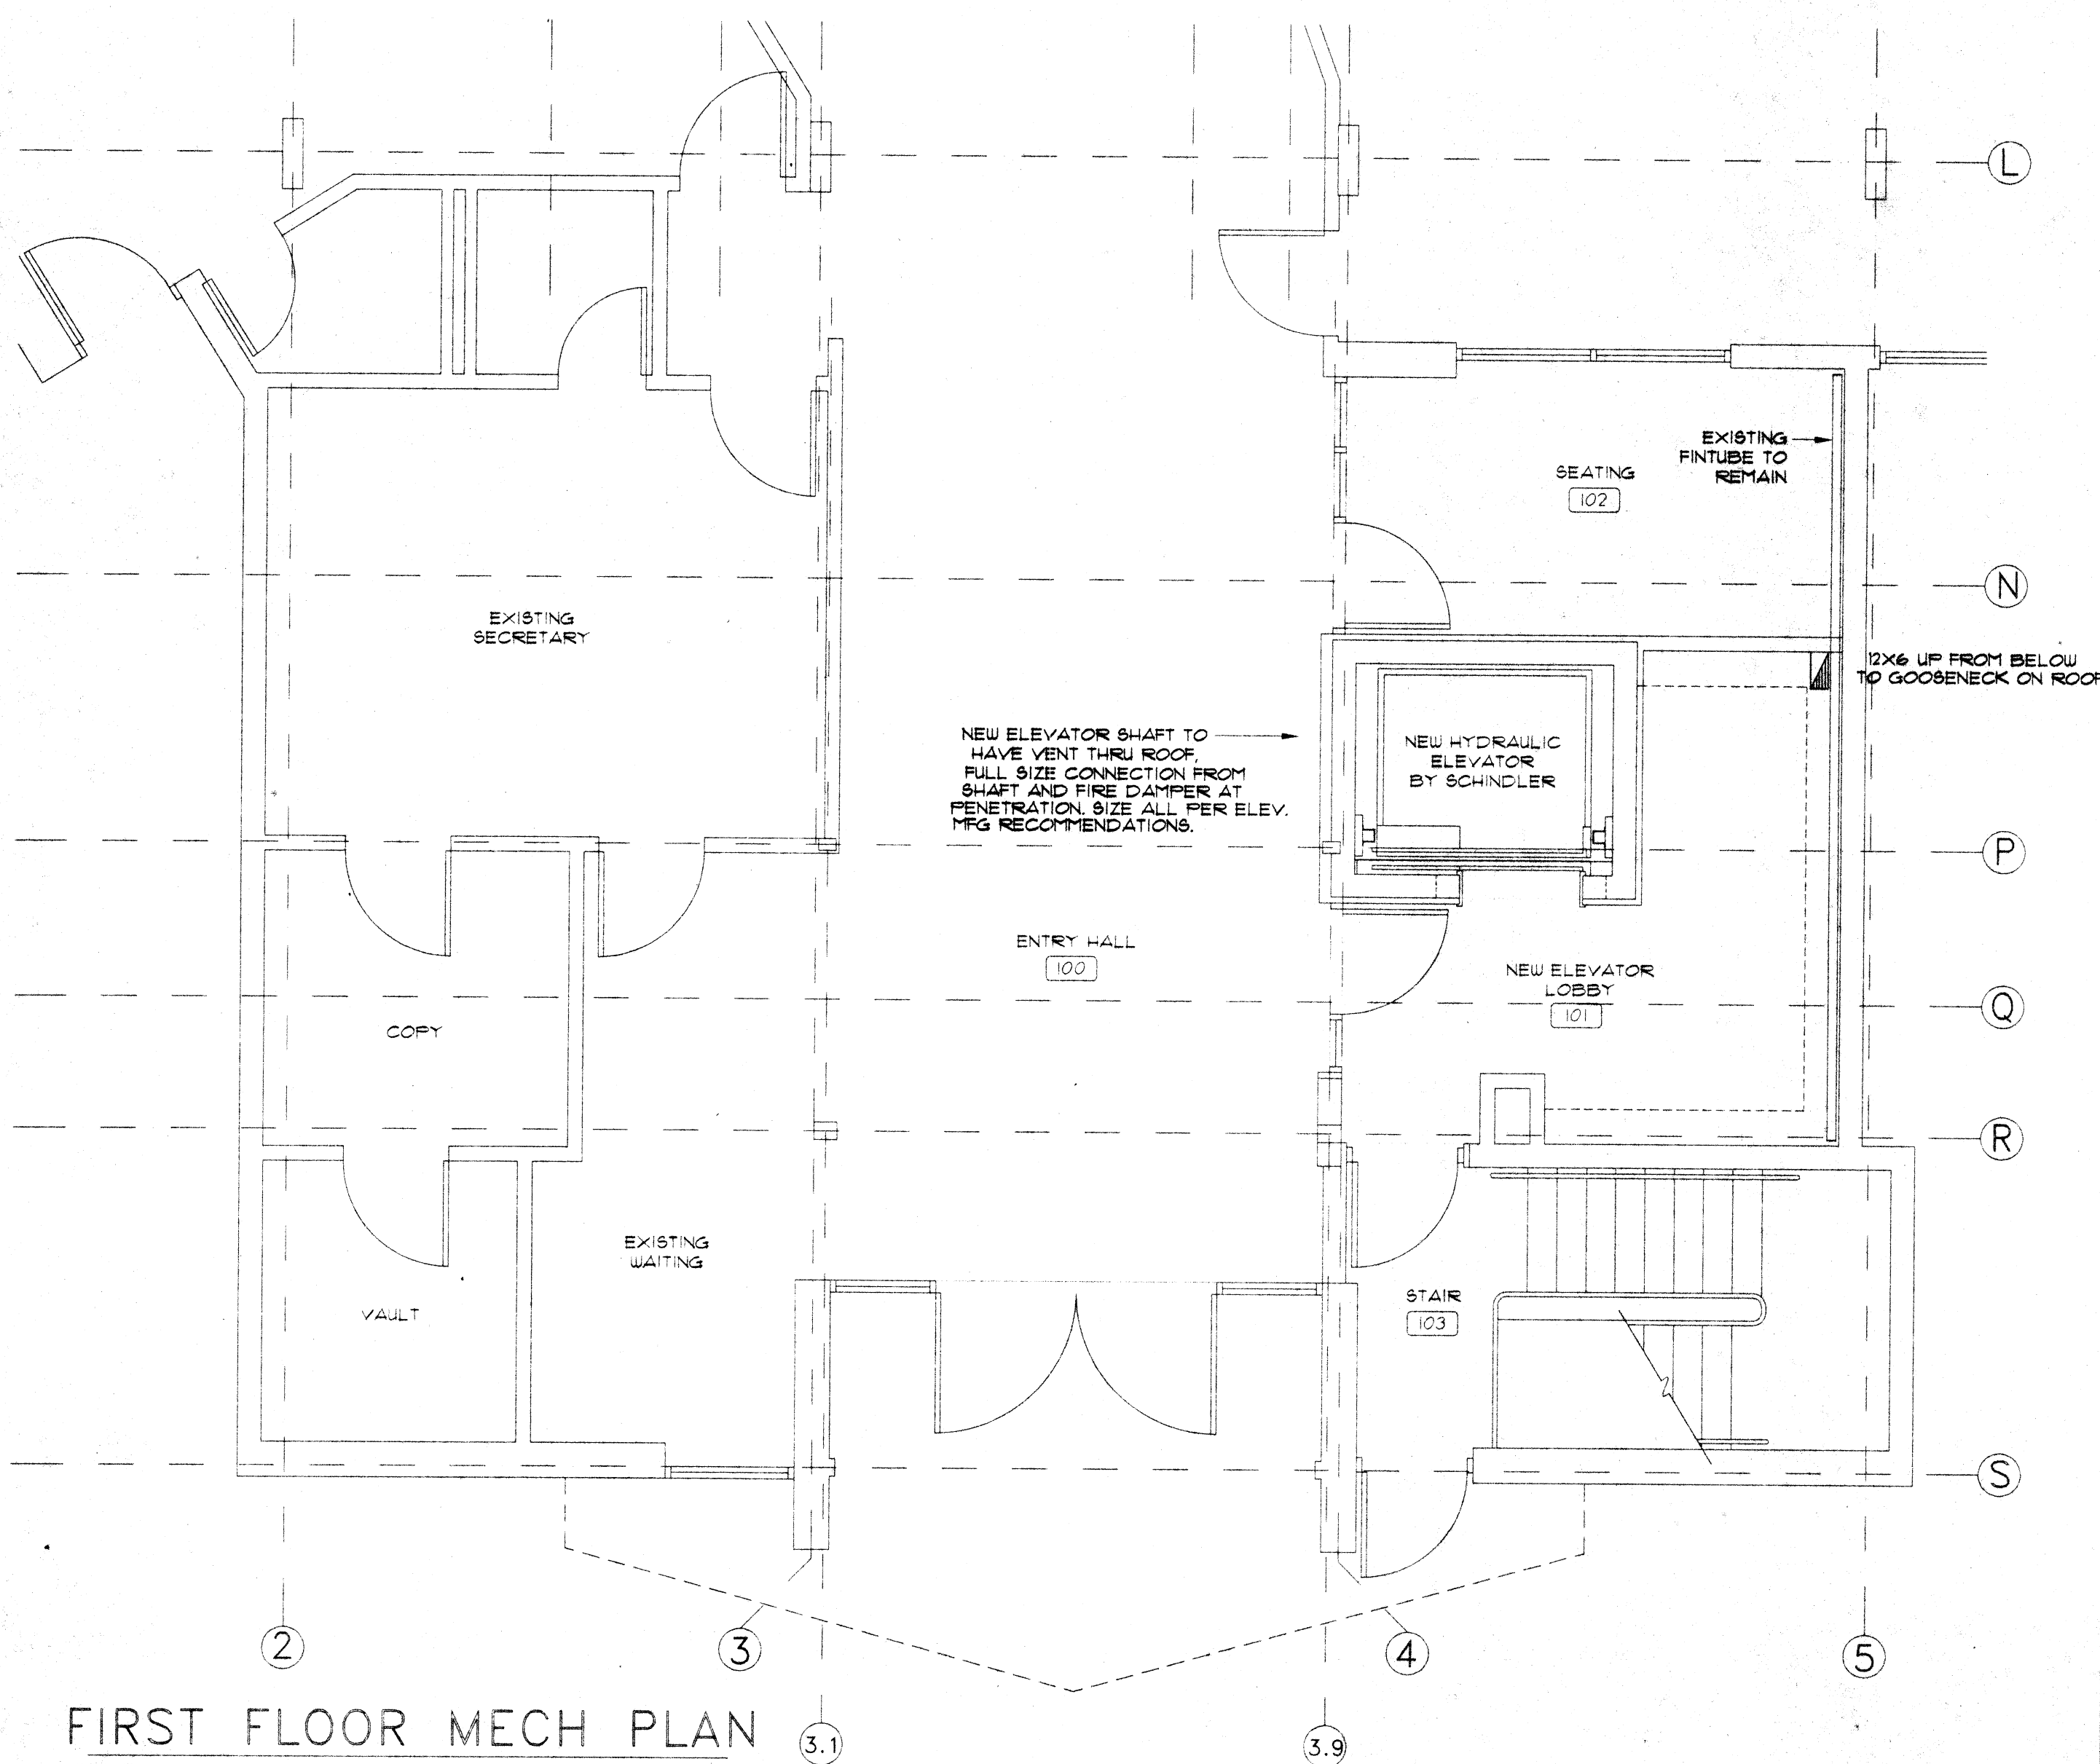 L
EXISTING
FINTUBE TO
REMAIN
SEATING
102
N
EXISTING
SECRETARY
12X6 UP FROM BELOW
TO GOOSENECK ON ROOF
NEW ELEVATOR SHAFT TO
HAVE VENT THRU ROOF,
FULL SIZE CONNECTION FROM
SHAFT AND FIRE DAMPER AT
PENETRATION. SIZE ALL PER ELEV.
MFG RECOMMENDATIONS.
NEW HYDRAULIC
ELEVATOR
BY SCHINDLER
P
ENTRY HALL
100
NEW ELEVATOR
LOBBY
101
Q
COPY
R
EXISTING
WAITING
VAULT
STAIR
103
S
2
3
4
5
FIRST FLOOR MECH PLAN
3.1
3.9